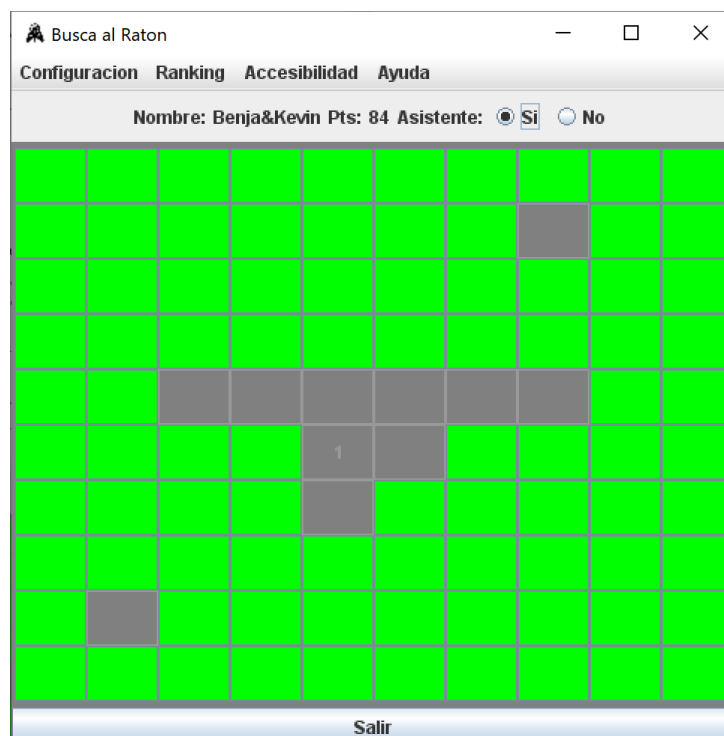 Busca al Raton
Configuracion Ranking Accesibilidad Ayuda
Nombre: Benja&Kevin Pts: 84 Asistente: Si No
1
Salir